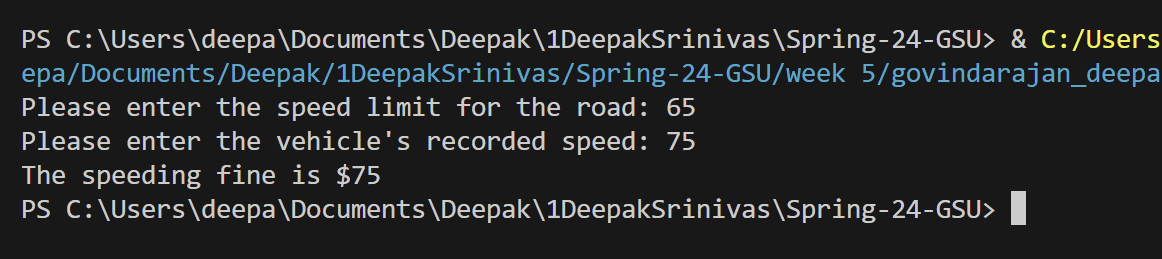 PS C:\Users\deepa\Documents\Deepak\1DeepakSrinivas\Spring-24-GSU> & C:/Users
epa/Documents/Deepak/1DeepakSrinivas/Spring-24-GSU/week 5/govindarajan_deepa
Please enter the speed limit for the road: 65
Please enter the vehicle's recorded speed: 75
The speeding fine is $75
PS C:\Users\deepa\Documents\Deepak\1DeepakSrinivas\Spring-24-GSU>